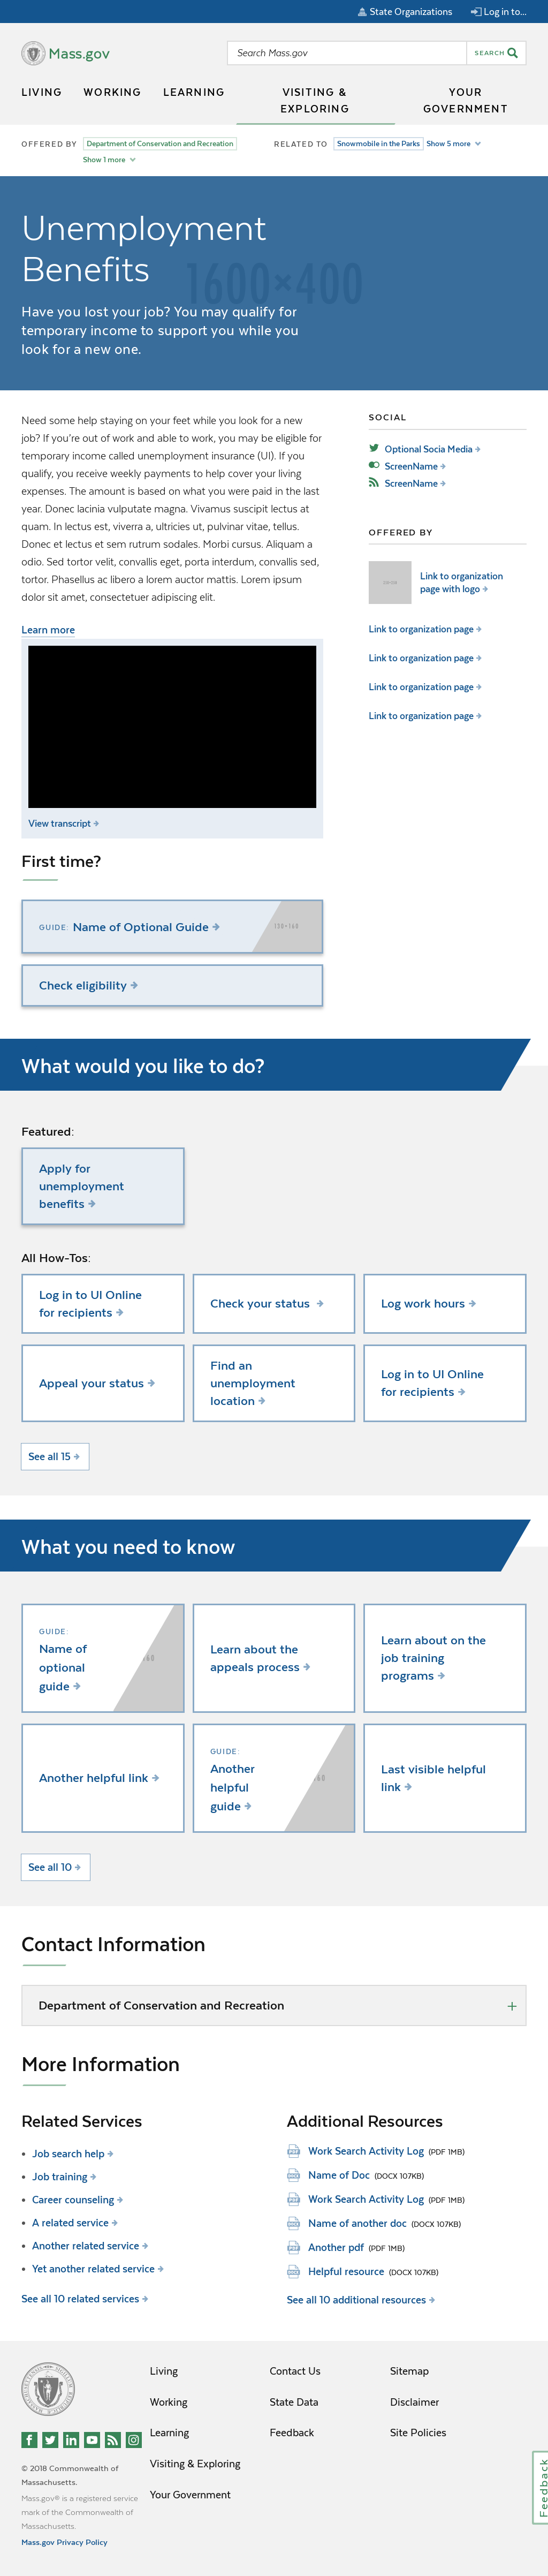 State Organizations
Log in to...
Mass.gov
Search Mass.gov
SEARCH
LIVING
WORKING
LEARNING
VISITING &
EXPLORING
YOUR
GOVERNMENT
OFFERED BY
Department of Conservation and Recreation
Show 1 more
RELATED TO
Snowmobile in the Parks
Show 5 more
Unemployment
Benefits
1600×400
Have you lost your job? You may qualify for
temporary income to support you while you
look for a new one.
Need some help staying on your feet while you look for a new
job? If you're out of work and able to work, you may be eligible for
temporary income called unemployment insurance (UI). If you
qualify, you receive weekly payments to help cover your living
expenses. The amount is based on what you were paid in the last
year. Donec lacinia vulputate magna. Vivamus suscipit lectus at
quam. In lectus est, viverra a, ultricies ut, pulvinar vitae, tellus.
Donec et lectus et sem rutrum sodales. Morbi cursus. Aliquam a
odio. Sed tortor velit, convallis eget, porta interdum, convallis sed,
tortor. Phasellus ac libero a lorem auctor mattis. Lorem ipsum
dolor sit amet, consectetuer adipiscing elit.
Learn more
View transcript
SOCIAL
Optional Socia Media
ScreenName
ScreenName
OFFERED BY
Link to organization
page with logo
Link to organization page
Link to organization page
Link to organization page
Link to organization page
First time?
GUIDE: Name of Optional Guide
Check eligibility
What would you like to do?
Featured:
Apply for
unemployment
benefits
All How-Tos:
Log in to UI Online
for recipients
Check your status
Log work hours
Appeal your status
Find an
unemployment
location
Log in to UI Online
for recipients
See all 15
What you need to know
GUIDE:
Name of
optional
guide
Learn about the
appeals process
Learn about on the
job training
programs
Another helpful link
GUIDE:
Another
helpful
guide
Last visible helpful
link
See all 10
Contact Information
Department of Conservation and Recreation
More Information
Related Services
Job search help
Job training
Career counseling
A related service
Another related service
Yet another related service
See all 10 related services
Additional Resources
Work Search Activity Log (PDF 1MB)
Name of Doc (DOCX 107KB)
Work Search Activity Log (PDF 1MB)
Name of another doc (DOCX 107KB)
Another pdf (PDF 1MB)
Helpful resource (DOCX 107KB)
See all 10 additional resources
© 2018 Commonwealth of
Massachusetts.
Mass.gov® is a registered service
mark of the Commonwealth of
Massachusetts.
Mass.gov Privacy Policy
Living
Working
Learning
Visiting & Exploring
Your Government
Contact Us
State Data
Feedback
Sitemap
Disclaimer
Site Policies
Feedback